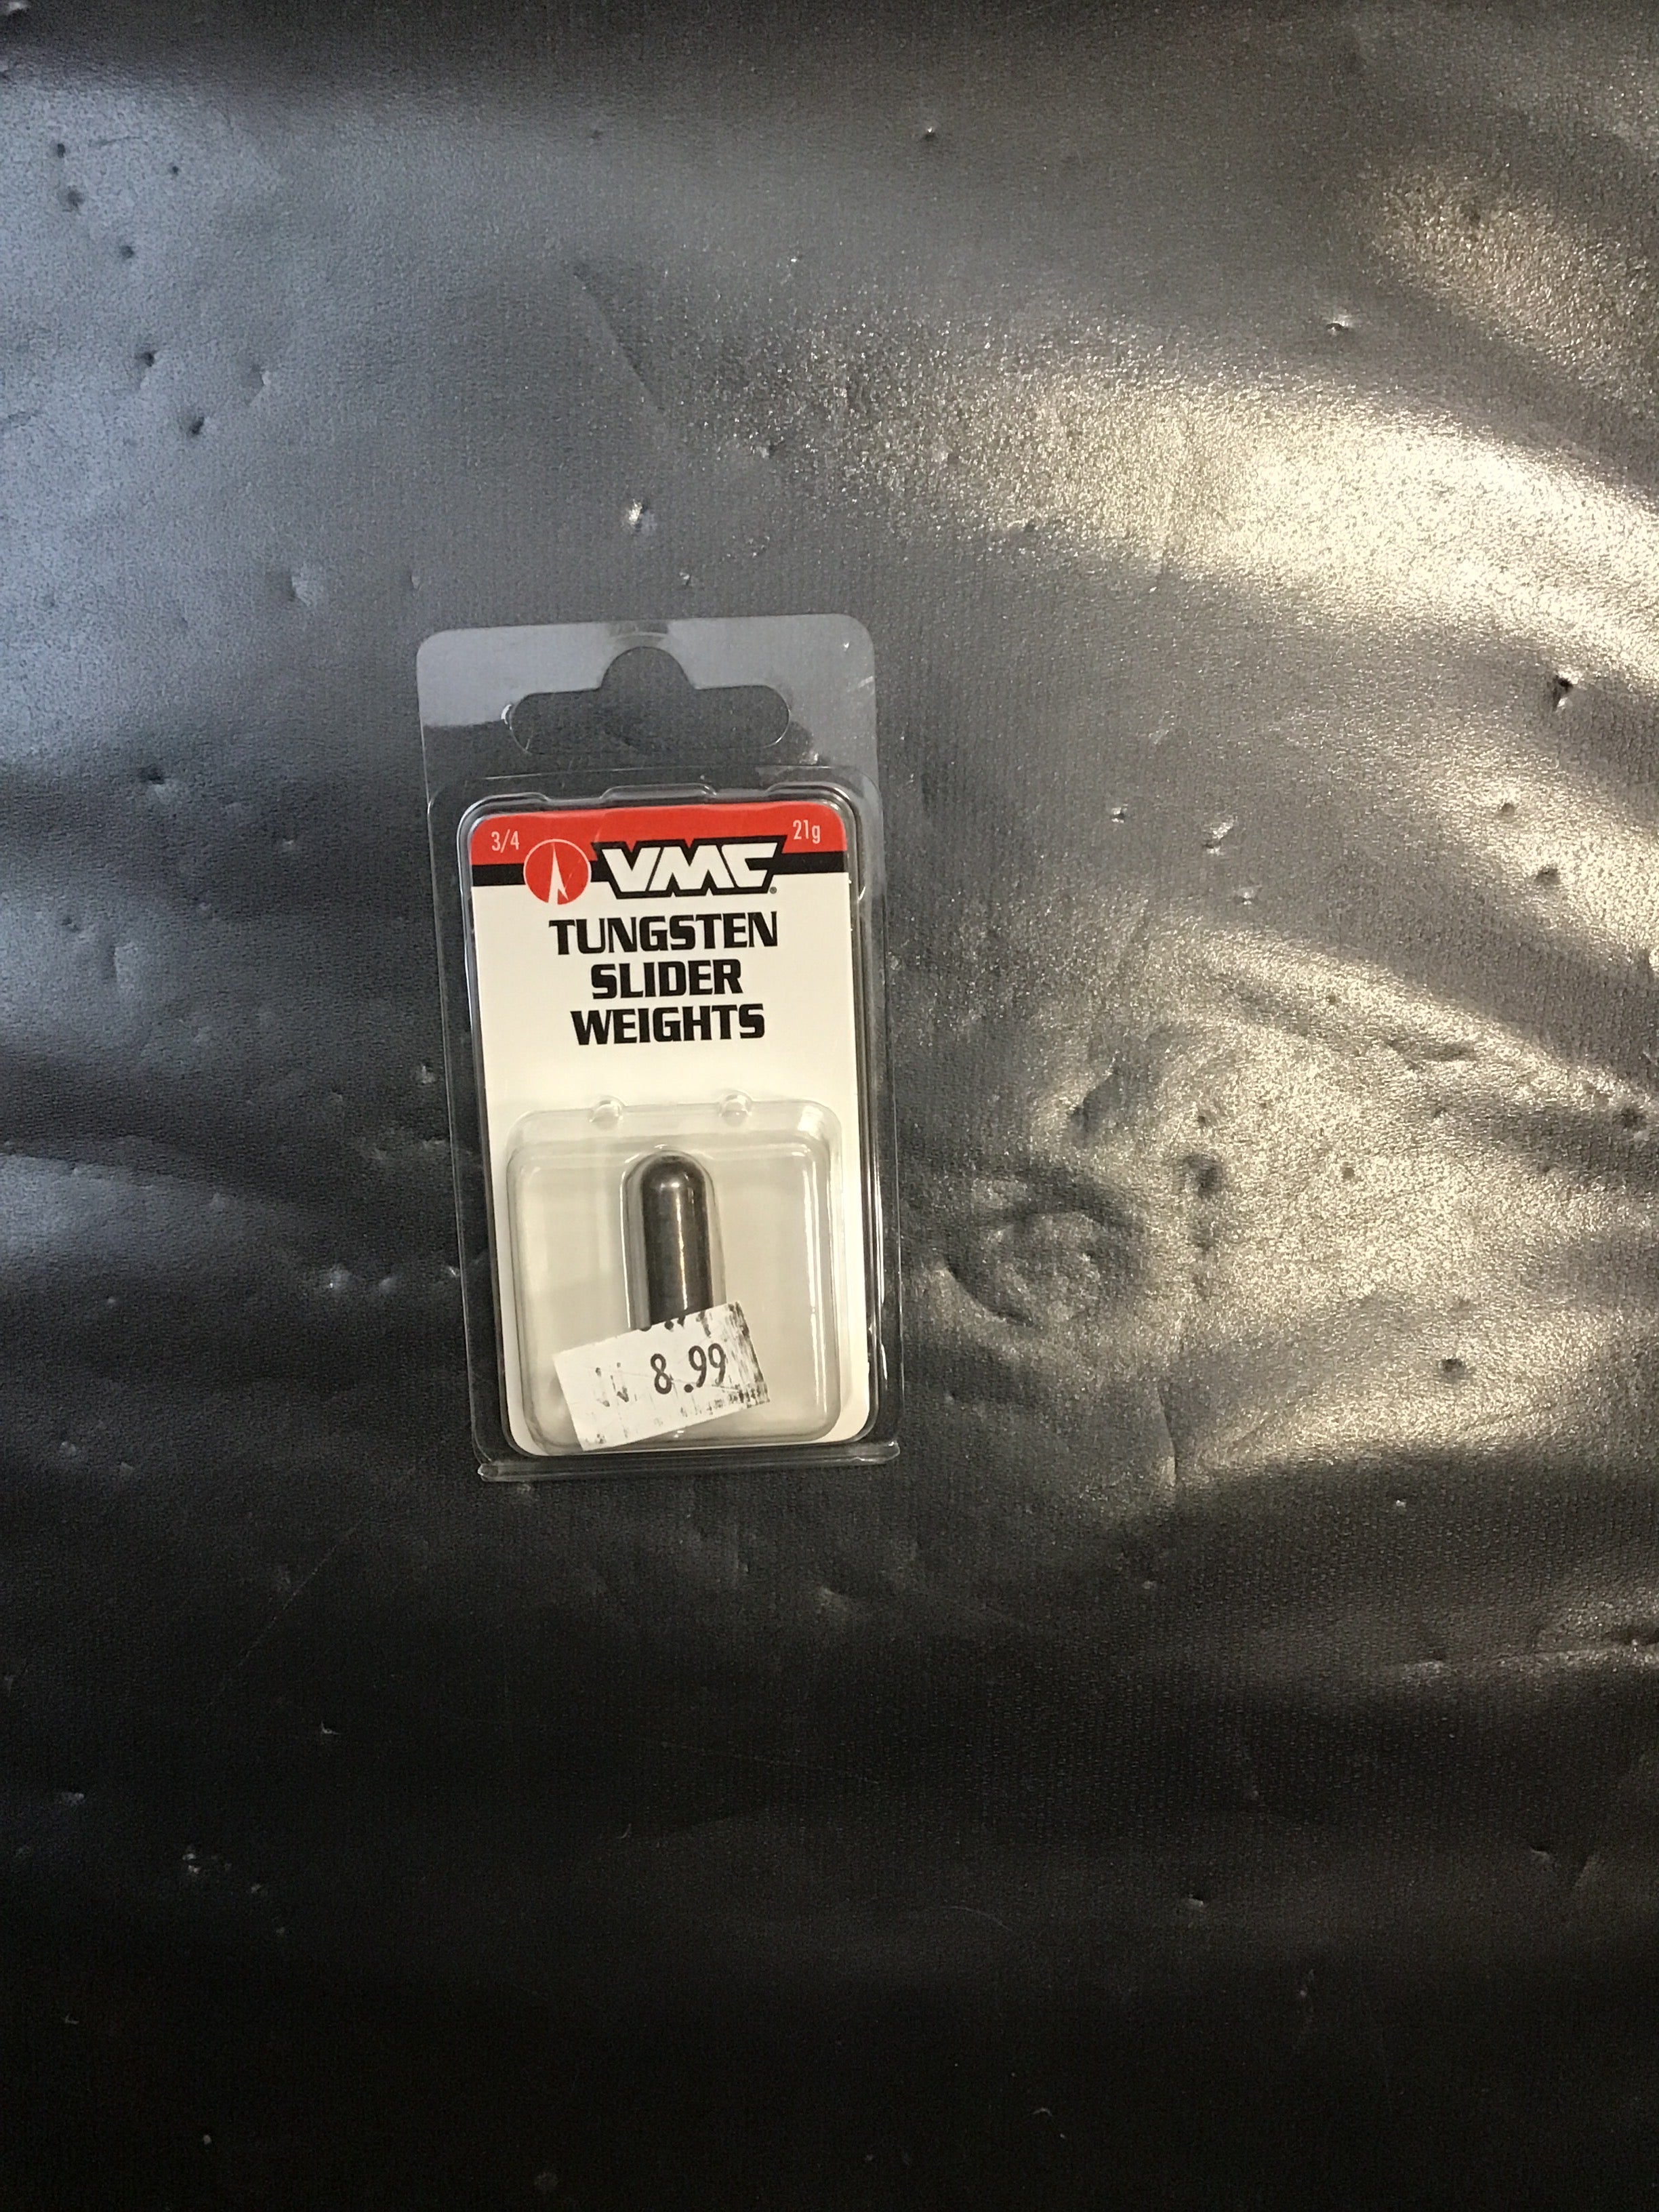 3/4 VMC 21g
TUNGSTEN
SLIDER
WEIGHTS
8.99